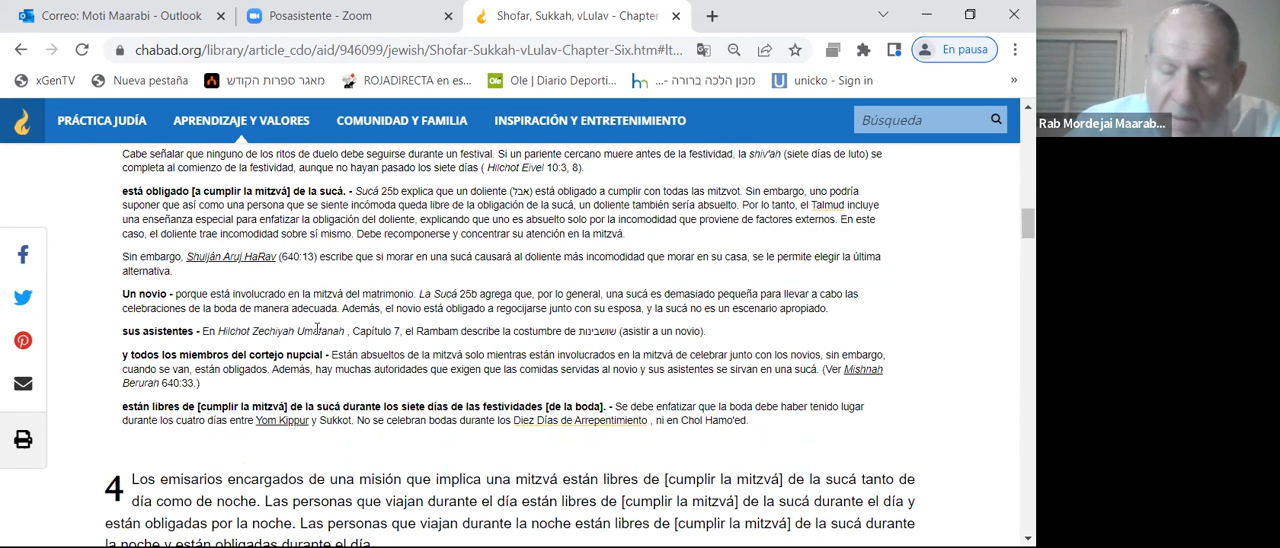 Correo: Moti Maarabi - Outlook
Posasistente - Zoom
Shofar, Sukkah, vLulav - Chapter
chabad.org/library/article_cdo/aid/946099/jewish/Shofar-Sukkah-vLulav-Chapter-Six.htm#It...
En pausa
xGenTV
Nueva pestaña
מאגר ספרות הקודש
ROJADIRECTA en es...
Ole | Diario Deporti...
מכון הלכה ברורה -...
unicko - Sign in
»
PRÁCTICA JUDÍA
APRENDIZAJE Y VALORES
COMUNIDAD Y FAMILIA
INSPIRACIÓN Y ENTRETENIMIENTO
Búsqueda
Rab Mordejai Maarab...
Cabe señalar que ninguno de los ritos de duelo debe seguirse durante un festival. Si un pariente cercano muere antes de la festividad, la shiv'ah (siete días de luto) se
completa al comienzo de la festividad, aunque no hayan pasado los siete días ( Hilchot Eivel 10:3, 8).
está obligado [a cumplir la mitzvá] de la sucá. - Sucá 25b explica que un doliente (אבל) está obligado a cumplir con todas las mitzvot. Sin embargo, uno podría
suponer que así como una persona que se siente incómoda queda libre de la obligación de la sucá, un doliente también sería absuelto. Por lo tanto, el Talmud incluye
una enseñanza especial para enfatizar la obligación del doliente, explicando que uno es absuelto solo por la incomodidad que proviene de factores externos. En este
caso, el doliente trae incomodidad sobre sí mismo. Debe recomponerse y concentrar su atención en la mitzvá.
Sin embargo, Shulján Aruj HaRav (640:13) escribe que si morar en una sucá causará al doliente más incomodidad que morar en su casa, se le permite elegir la última
alternativa.
Un novio - porque está involucrado en la mitzvá del matrimonio. La Sucá 25b agrega que, por lo general, una sucá es demasiado pequeña para llevar a cabo las
celebraciones de la boda de manera adecuada. Además, el novio está obligado a regocijarse junto con su esposa, y la sucá no es un escenario apropiado.
sus asistentes - En Hilchot Zechiyah Umatanah , Capítulo 7, el Rambam describe la costumbre de שושבינות (asistir a un novio).
y todos los miembros del cortejo nupcial - Están absueltos de la mitzvá solo mientras están involucrados en la mitzvá de celebrar junto con los novios, sin embargo,
cuando se van, están obligados. Además, hay muchas autoridades que exigen que las comidas servidas al novio y sus asistentes se sirvan en una sucá. (Ver Mishnah
Berurah 640:33.)
están libres de [cumplir la mitzvá] de la sucá durante los siete días de las festividades [de la boda]. - Se debe enfatizar que la boda debe haber tenido lugar
durante los cuatro días entre Yom Kippur y Sukkot. No se celebran bodas durante los Diez Días de Arrepentimiento , ni en Chol Hamo'ed.
4 Los emisarios encargados de una misión que implica una mitzvá están libres de [cumplir la mitzvá] de la sucá tanto de
día como de noche. Las personas que viajan durante el día están libres de [cumplir la mitzvá] de la sucá durante el día y
están obligadas por la noche. Las personas que viajan durante la noche están libres de [cumplir la mitzvá] de la sucá durante
la noche y están obligadas durante el día.